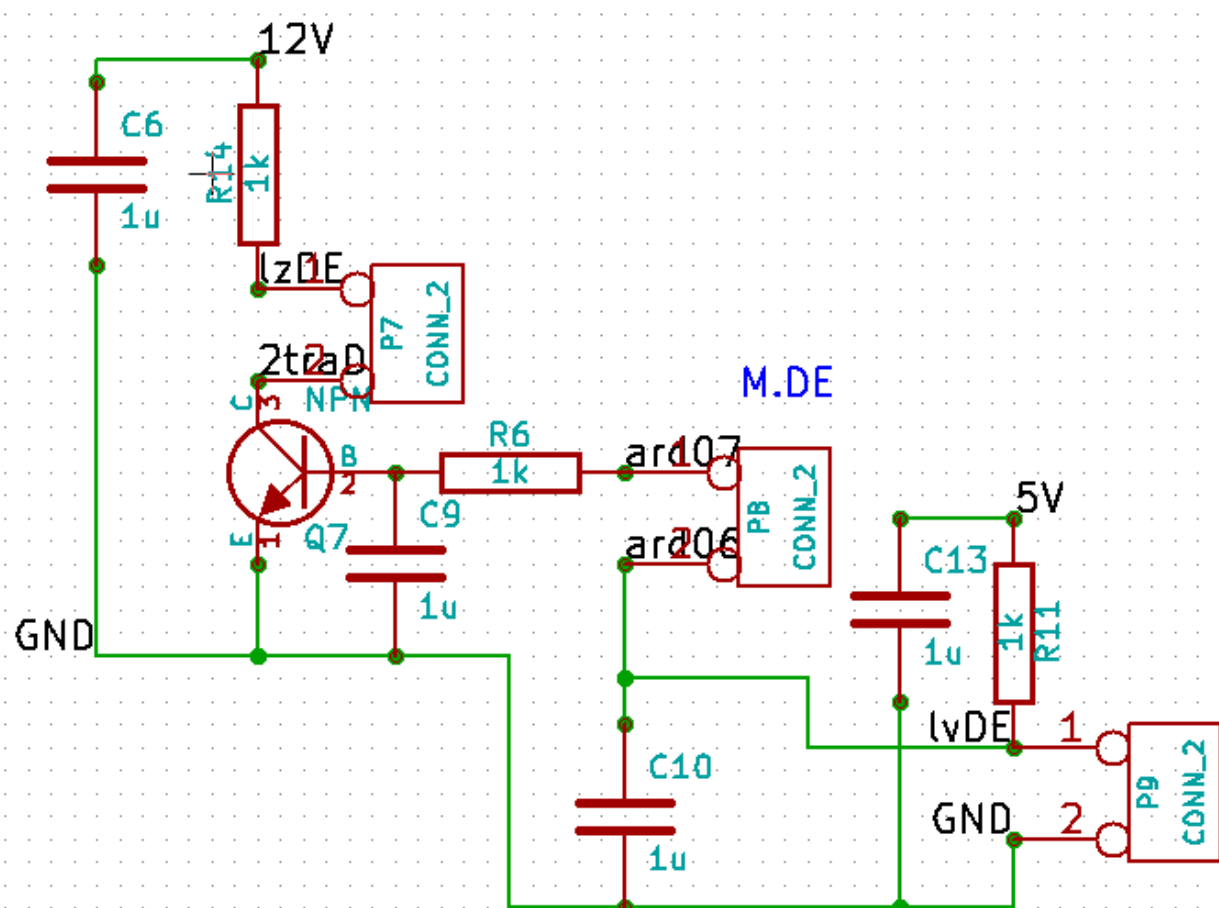 12V
C6
1u
R14
1k
lzDE
1
P7
CONN_2
2traD
2
NPN
C
3
B
2
E
1
Q7
R6
1k
C9
1u
GND
M.DE
ard07
1
ard06
2
P8
CONN_2
5V
C13
1u
1k
R11
lvDE
1
GND
2
P9
CONN_2
C10
1u